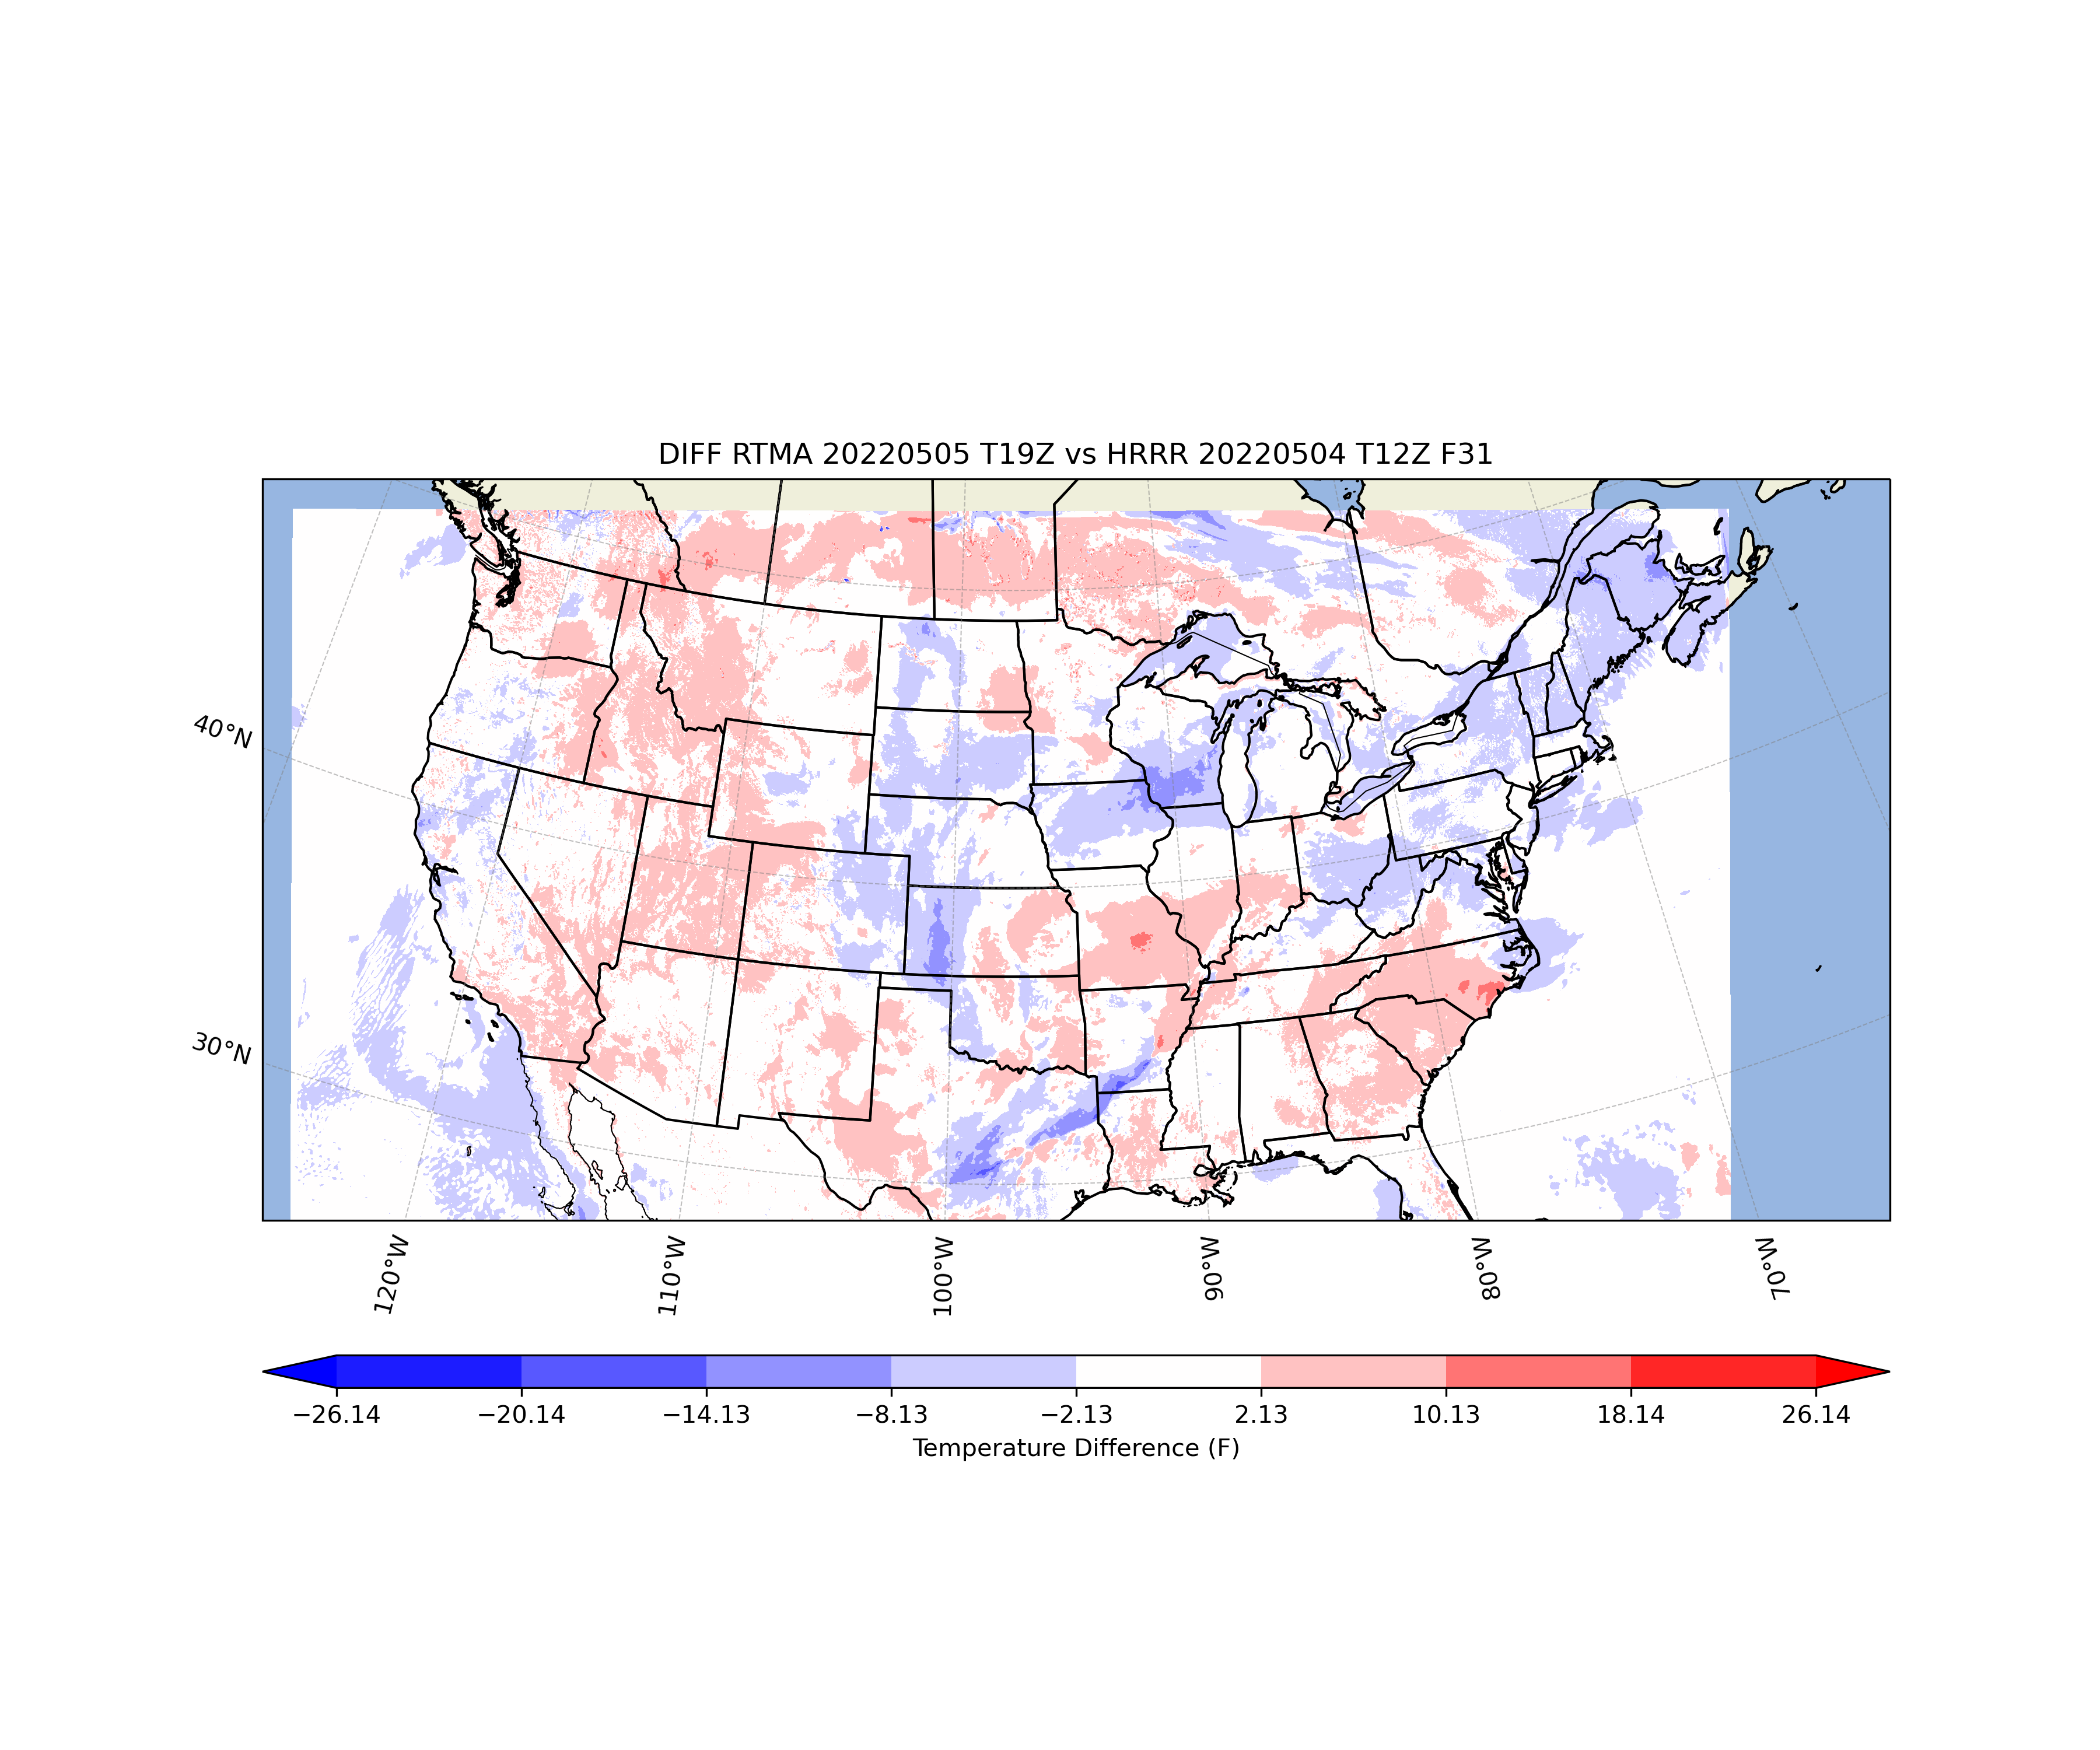 DIFF RTMA 20220505 T19Z vs HRRR 20220504 T12Z F31
40°N
30°N
120°W
110°W
100°W
90°W
80°W
70°W
−26.14
−20.14
−14.13
−8.13
−2.13
2.13
10.13
18.14
26.14
Temperature Difference (F)